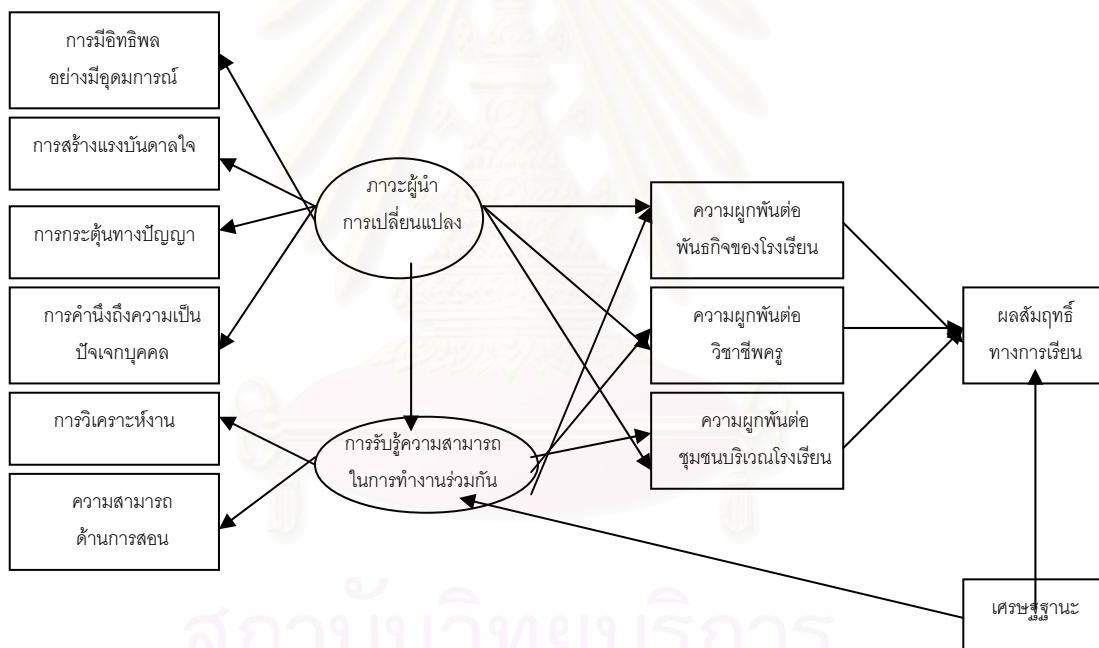 การมีอิทธิพล
อย่างมีอุดมการณ์
การสร้างแรงบันดาลใจ
การกระตุ้นทางปัญญา
การคำนึงถึงความเป็น
ปัจเจกบุคคล
การวิเคราะห์งาน
ความสามารถ
ด้านการสอน
ภาวะผู้นำ
การเปลี่ยนแปลง
การรับรู้ความสามารถ
ในการทำงานร่วมกัน
ความผูกพันต่อ
พันธกิจของโรงเรียน
ความผูกพันต่อ
วิชาชีพครู
ความผูกพันต่อ
ชุมชนบริเวณโรงเรียน
ผลสัมฤทธิ์
ทางการเรียน
เศรษฐฐานะ
สถาบันวิทยบริการ